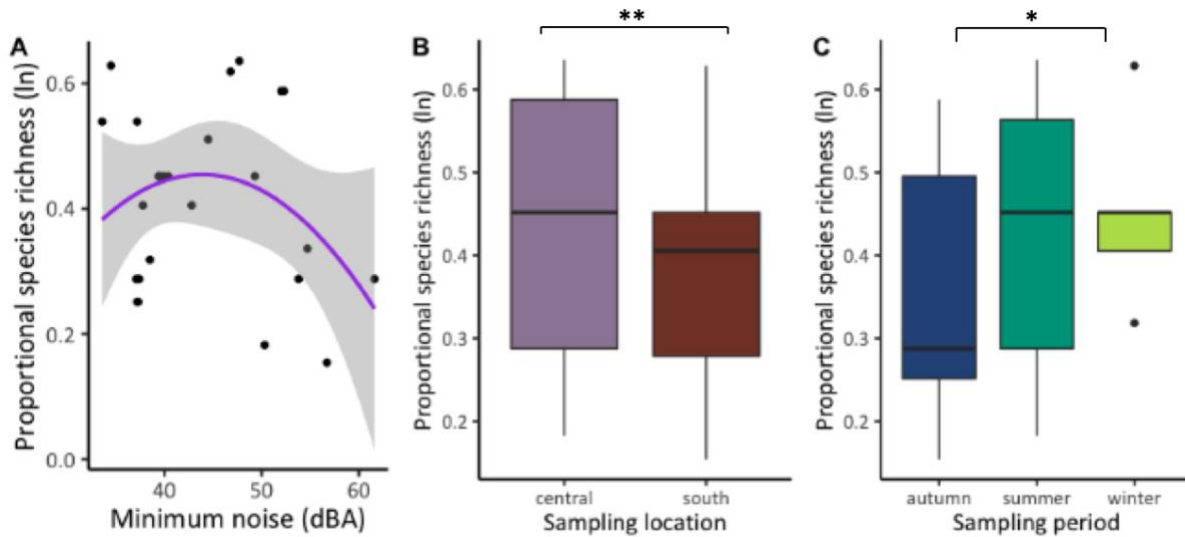 A
Proportional species richness (ln)
0.6
0.4
0.2
0.0
40 50 60
Minimum noise (dBA)
B
**
Proportional species richness (ln)
0.6
0.5
0.4
0.3
0.2
central south
Sampling location
C
*
Proportional species richness (ln)
0.6
0.5
0.4
0.3
0.2
autumn summer winter
Sampling period